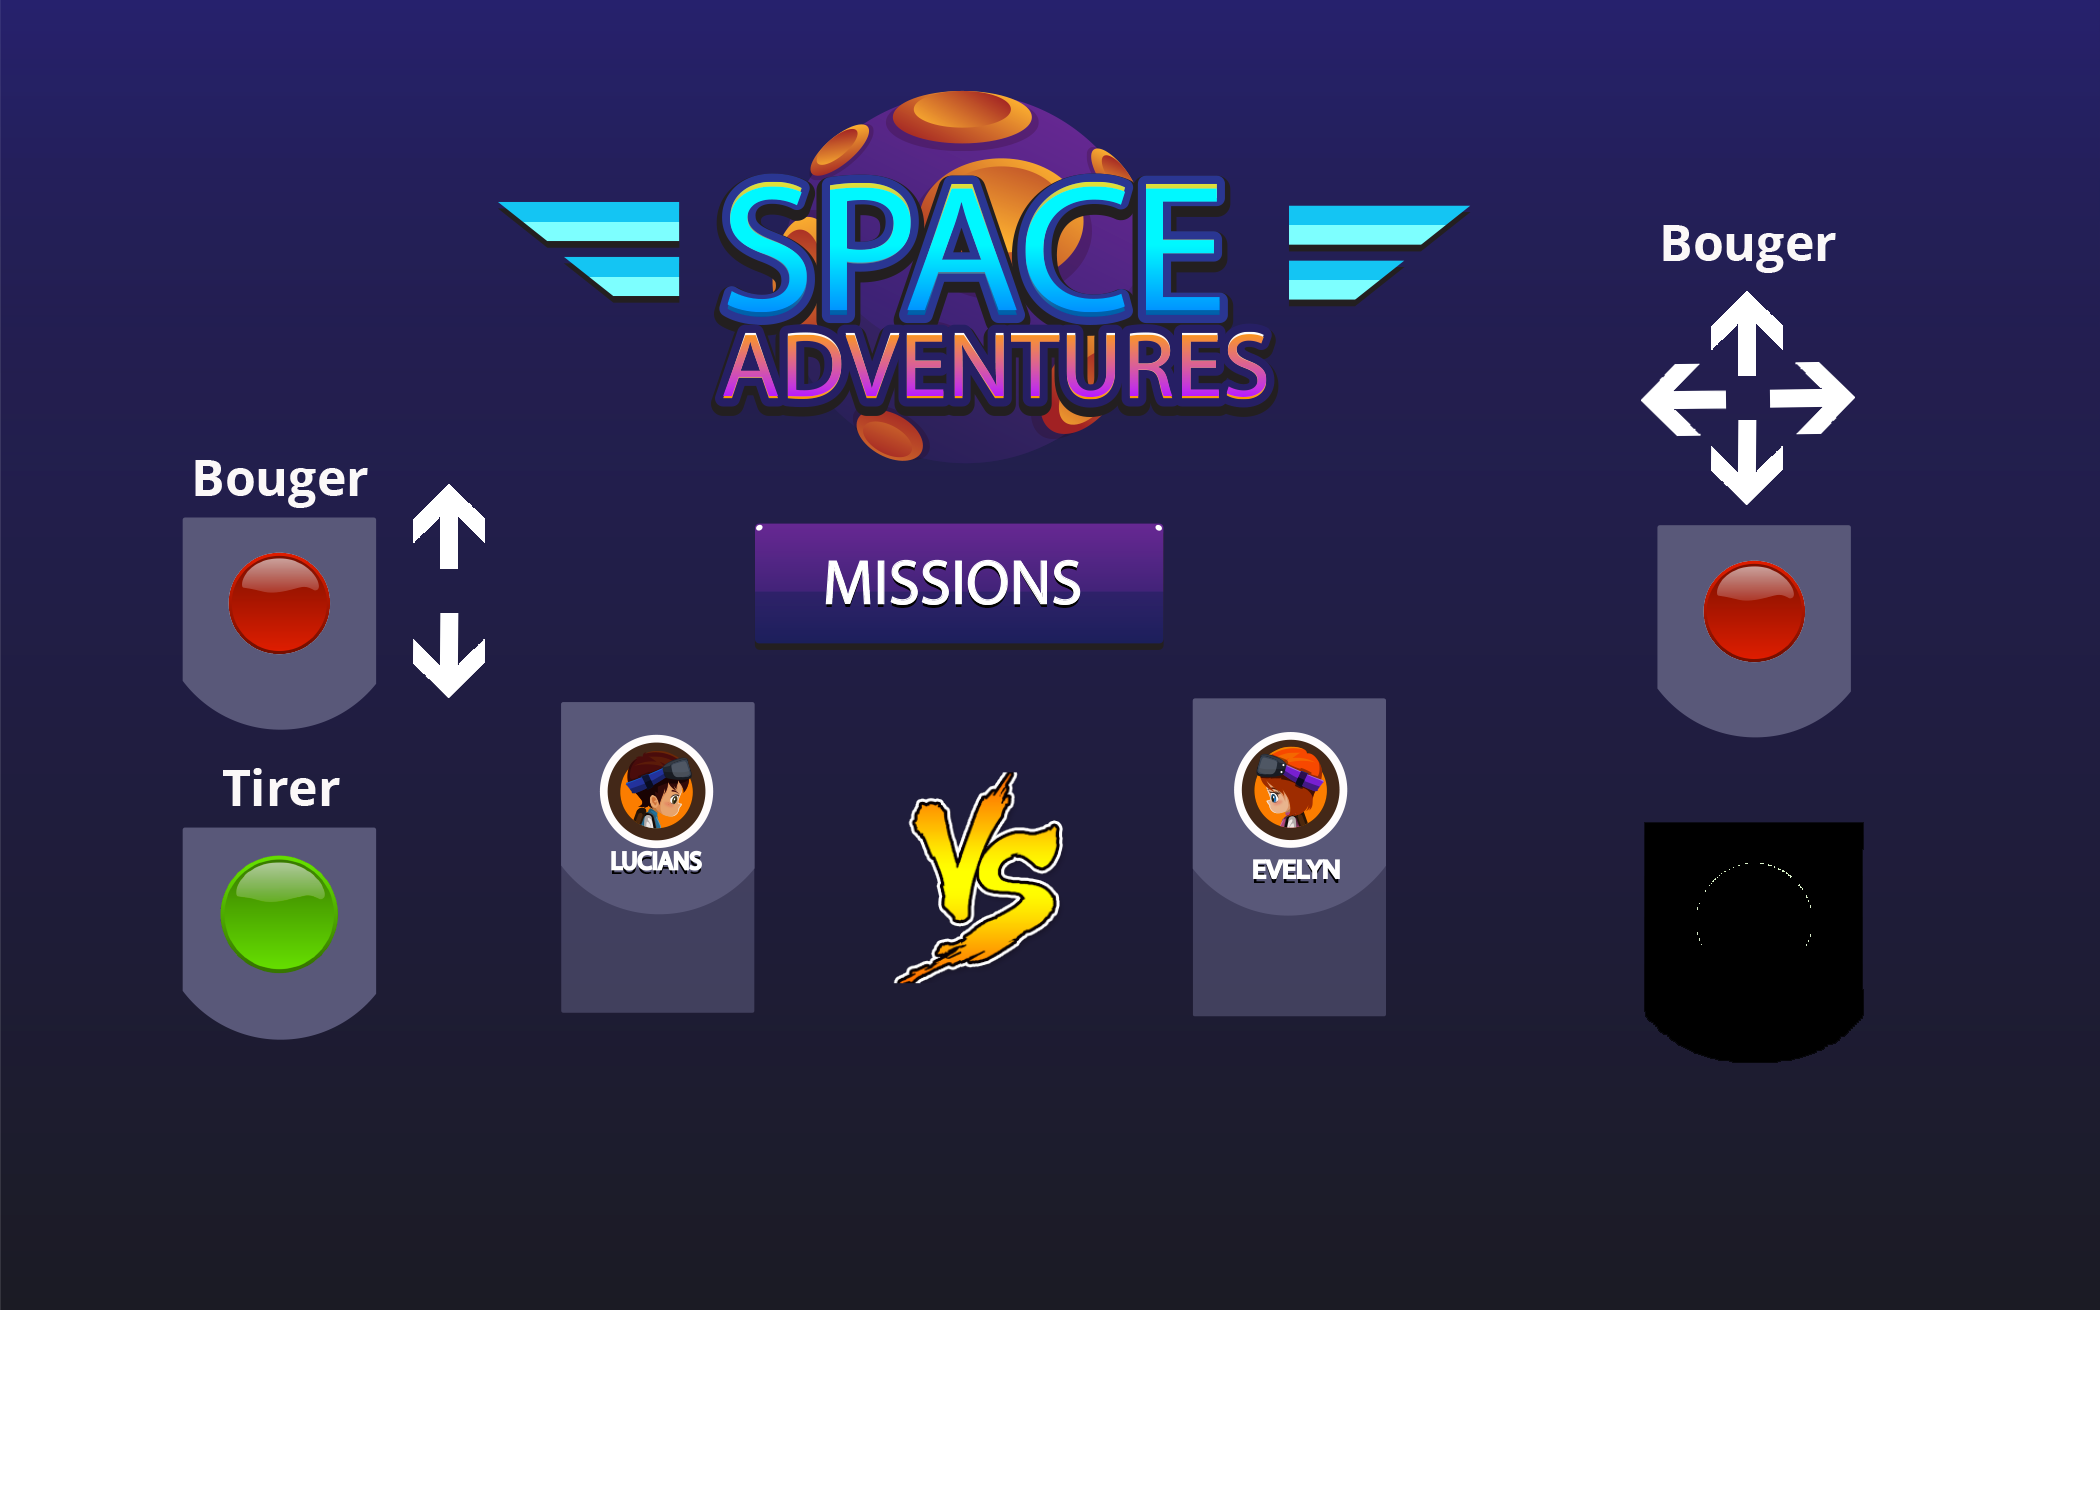 SPACE
ADVENTURES
Bouger
Bouger
MISSIONS
Tirer
LUCIANS
VS
EVELYN